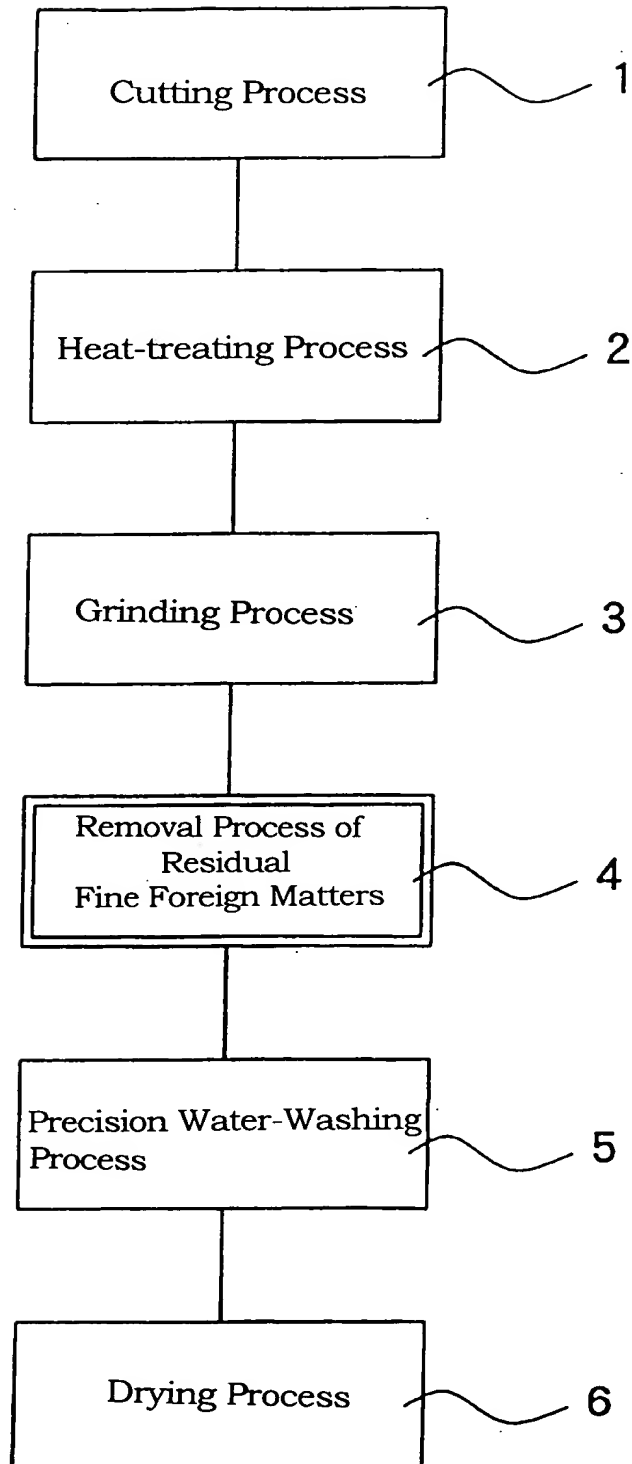 Cutting Process
1
Heat-treating Process
2
Grinding Process
3
Removal Process of
Residual
Fine Foreign Matters
4
Precision Water-Washing
Process
5
Drying Process
6